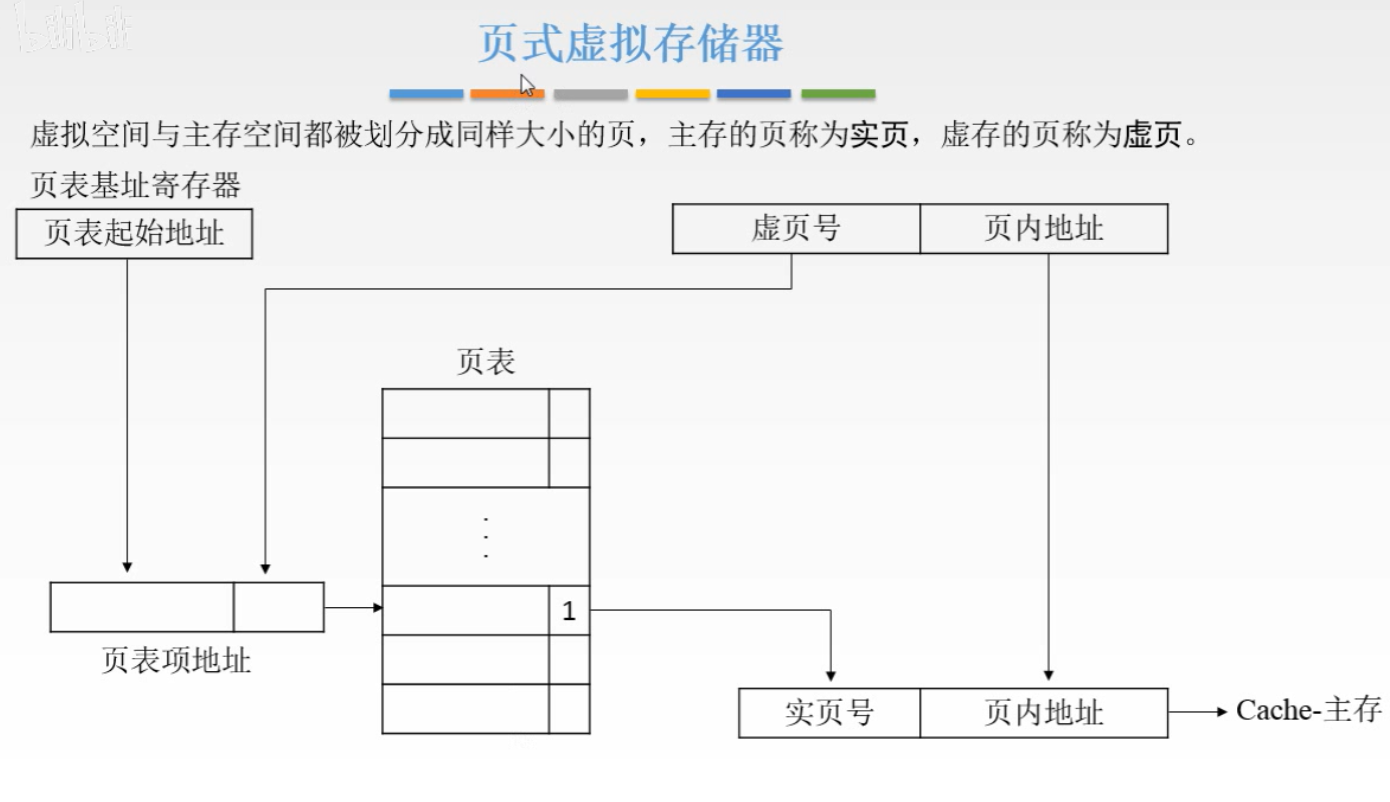 bilibili
页式虚拟存储器
虚拟空间与主存空间都被划分成同样大小的页，主存的页称为实页，虚存的页称为虚页。
页表基址寄存器
页表起始地址
虚页号 页内地址
页表
1
页表项地址
实页号 页内地址
Cache-主存